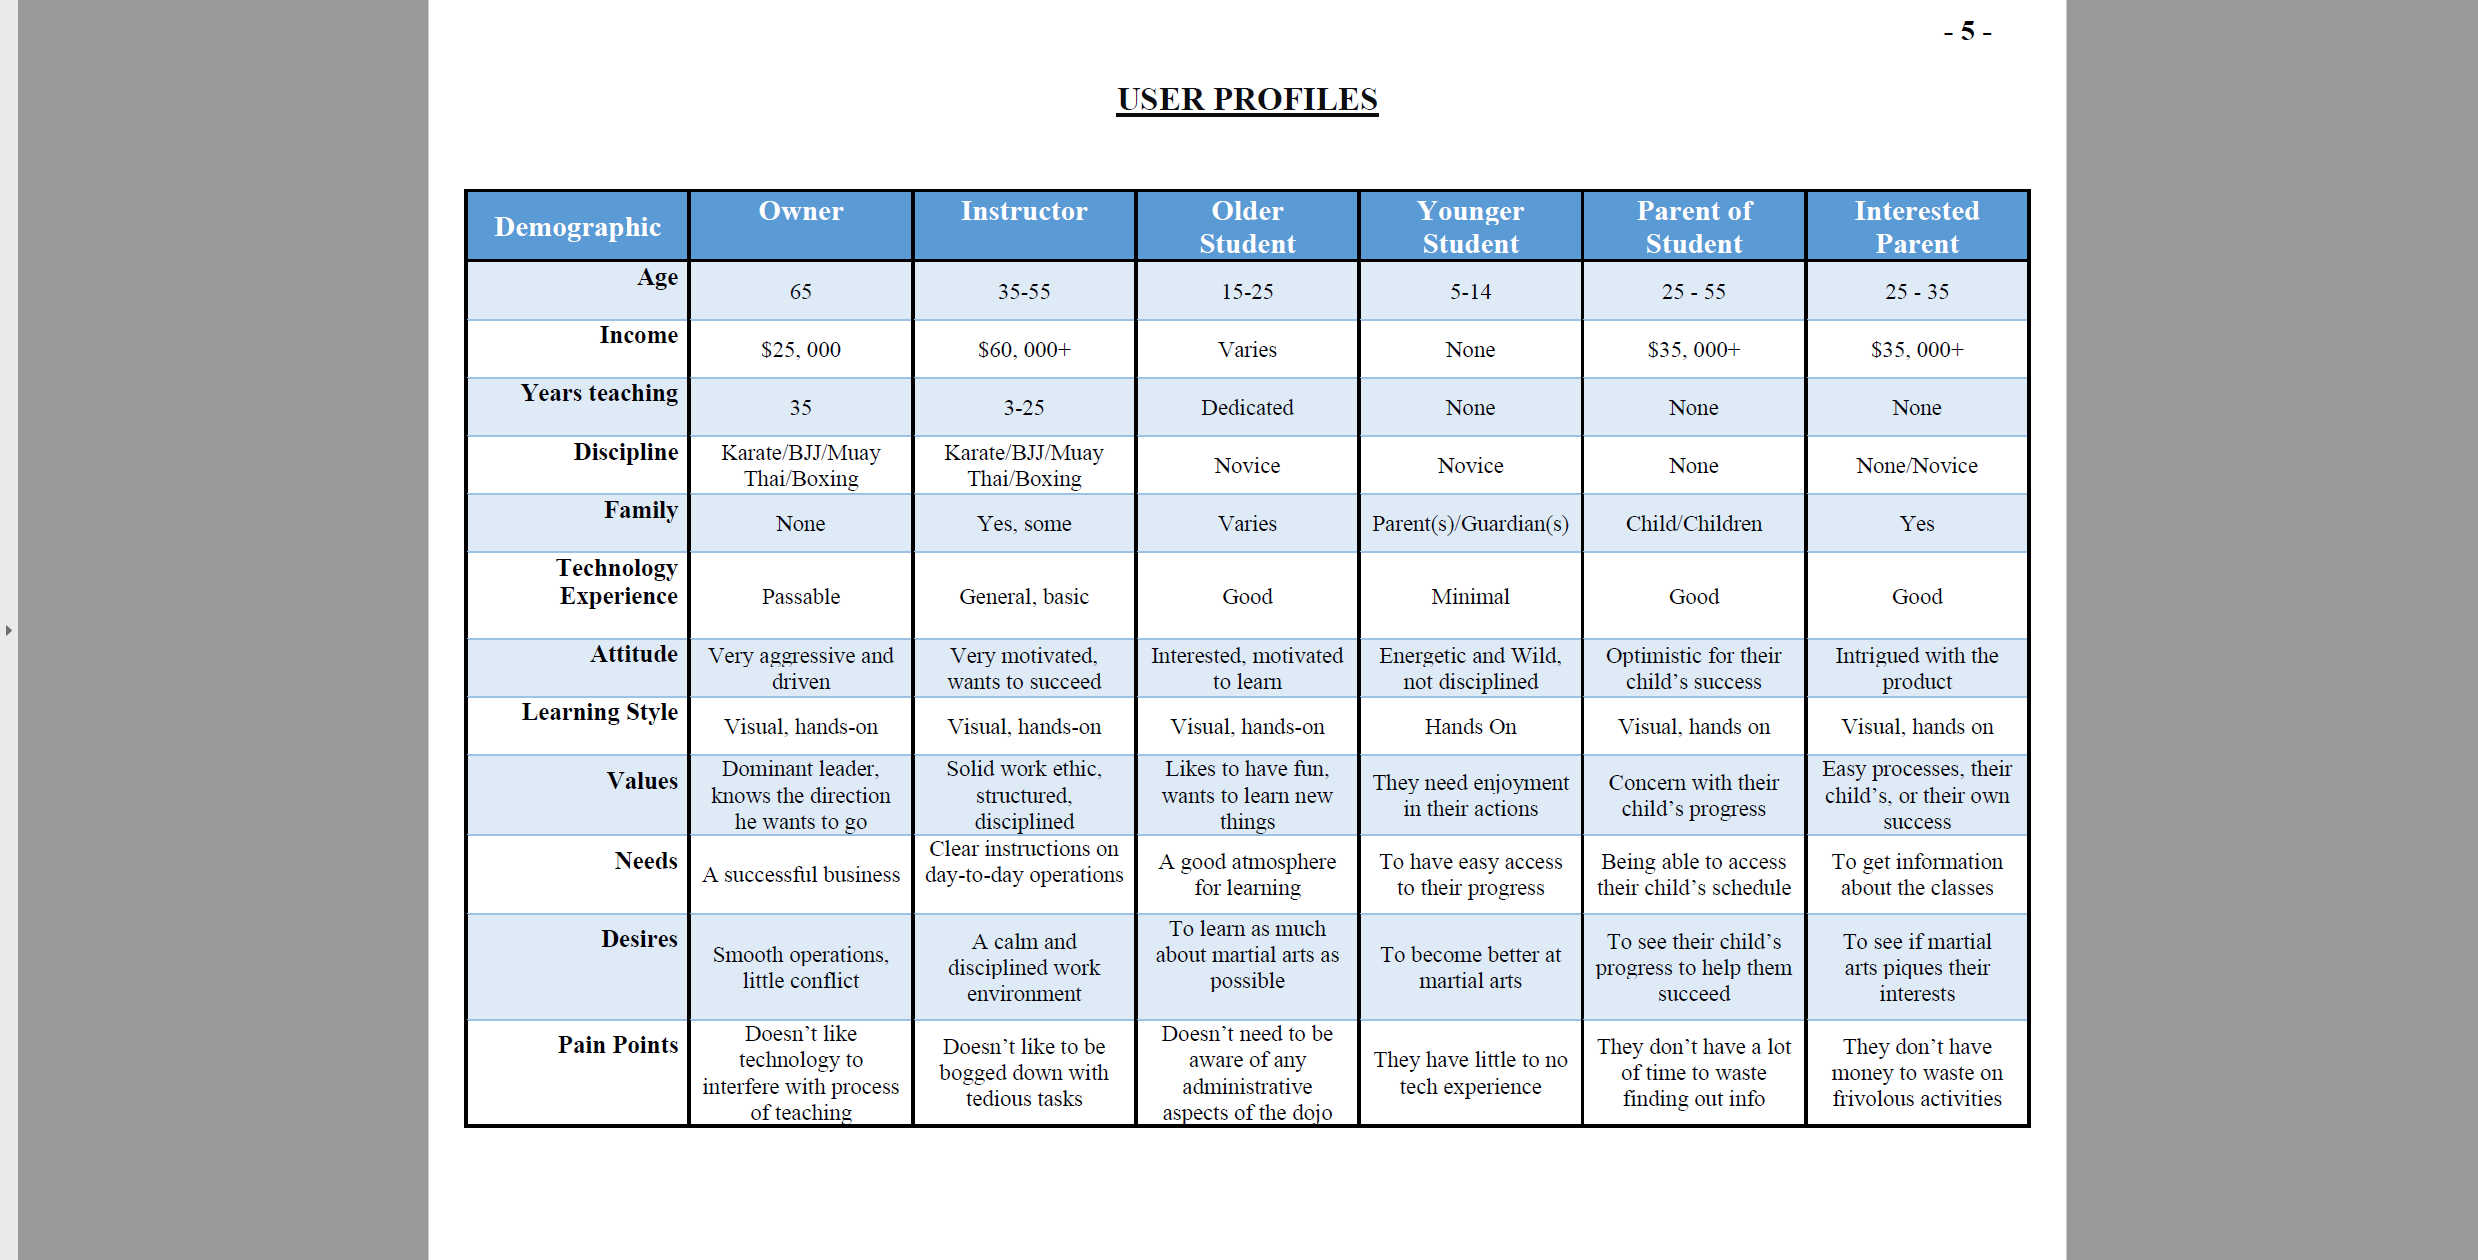 - 5 -
USER PROFILES
Demographic Owner Instructor Older Student Younger Student Parent of Student Interested Parent
Age 65 35-55 15-25 5-14 25 - 55 25 - 35
Income $25, 000 $60, 000+ Varies None $35, 000+ $35, 000+
Years teaching 35 3-25 Dedicated None None None
Discipline Karate/BJJ/Muay Thai/Boxing Karate/BJJ/Muay Thai/Boxing Novice Novice None None/Novice
Family None Yes, some Varies Parent(s)/Guardian(s) Child/Children Yes
Technology Experience Passable General, basic Good Minimal Good Good
Attitude Very aggressive and driven Very motivated, wants to succeed Interested, motivated to learn Energetic and Wild, not disciplined Optimistic for their child’s success Intrigued with the product
Learning Style Visual, hands-on Visual, hands-on Visual, hands-on Hands On Visual, hands on Visual, hands on
Values Dominant leader, knows the direction he wants to go Solid work ethic, structured, disciplined Likes to have fun, wants to learn new things They need enjoyment in their actions Concern with their child’s progress Easy processes, their child’s, or their own success
Needs A successful business Clear instructions on day-to-day operations A good atmosphere for learning To have easy access to their progress Being able to access their child’s schedule To get information about the classes
Desires Smooth operations, little conflict A calm and disciplined work environment To learn as much about martial arts as possible To become better at martial arts To see their child’s progress to help them succeed To see if martial arts piques their interests
Pain Points Doesn’t like technology to interfere with process of teaching Doesn’t like to be bogged down with tedious tasks Doesn’t need to be aware of any administrative aspects of the dojo They have little to no tech experience They don’t have a lot of time to waste finding out info They don’t have money to waste on frivolous activities